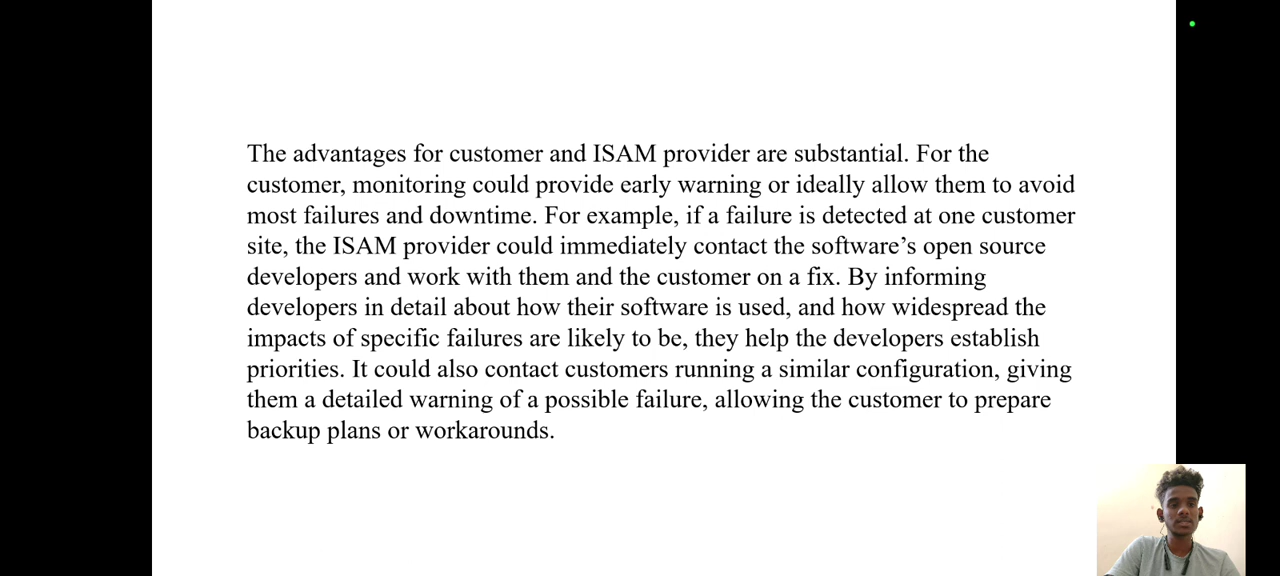 The advantages for customer and ISAM provider are substantial. For the
customer, monitoring could provide early warning or ideally allow them to avoid
most failures and downtime. For example, if a failure is detected at one customer
site, the ISAM provider could immediately contact the software’s open source
developers and work with them and the customer on a fix. By informing
developers in detail about how their software is used, and how widespread the
impacts of specific failures are likely to be, they help the developers establish
priorities. It could also contact customers running a similar configuration, giving
them a detailed warning of a possible failure, allowing the customer to prepare
backup plans or workarounds.